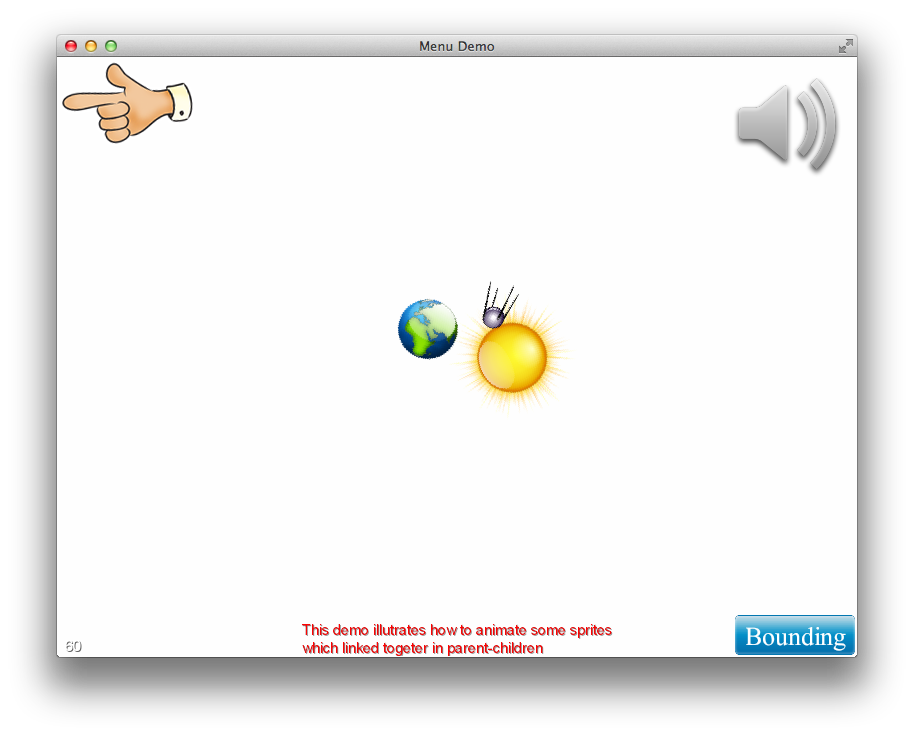 Menu Demo
60
This demo illutrates how to animate some sprites
which linked togeter in parent-children
Bounding